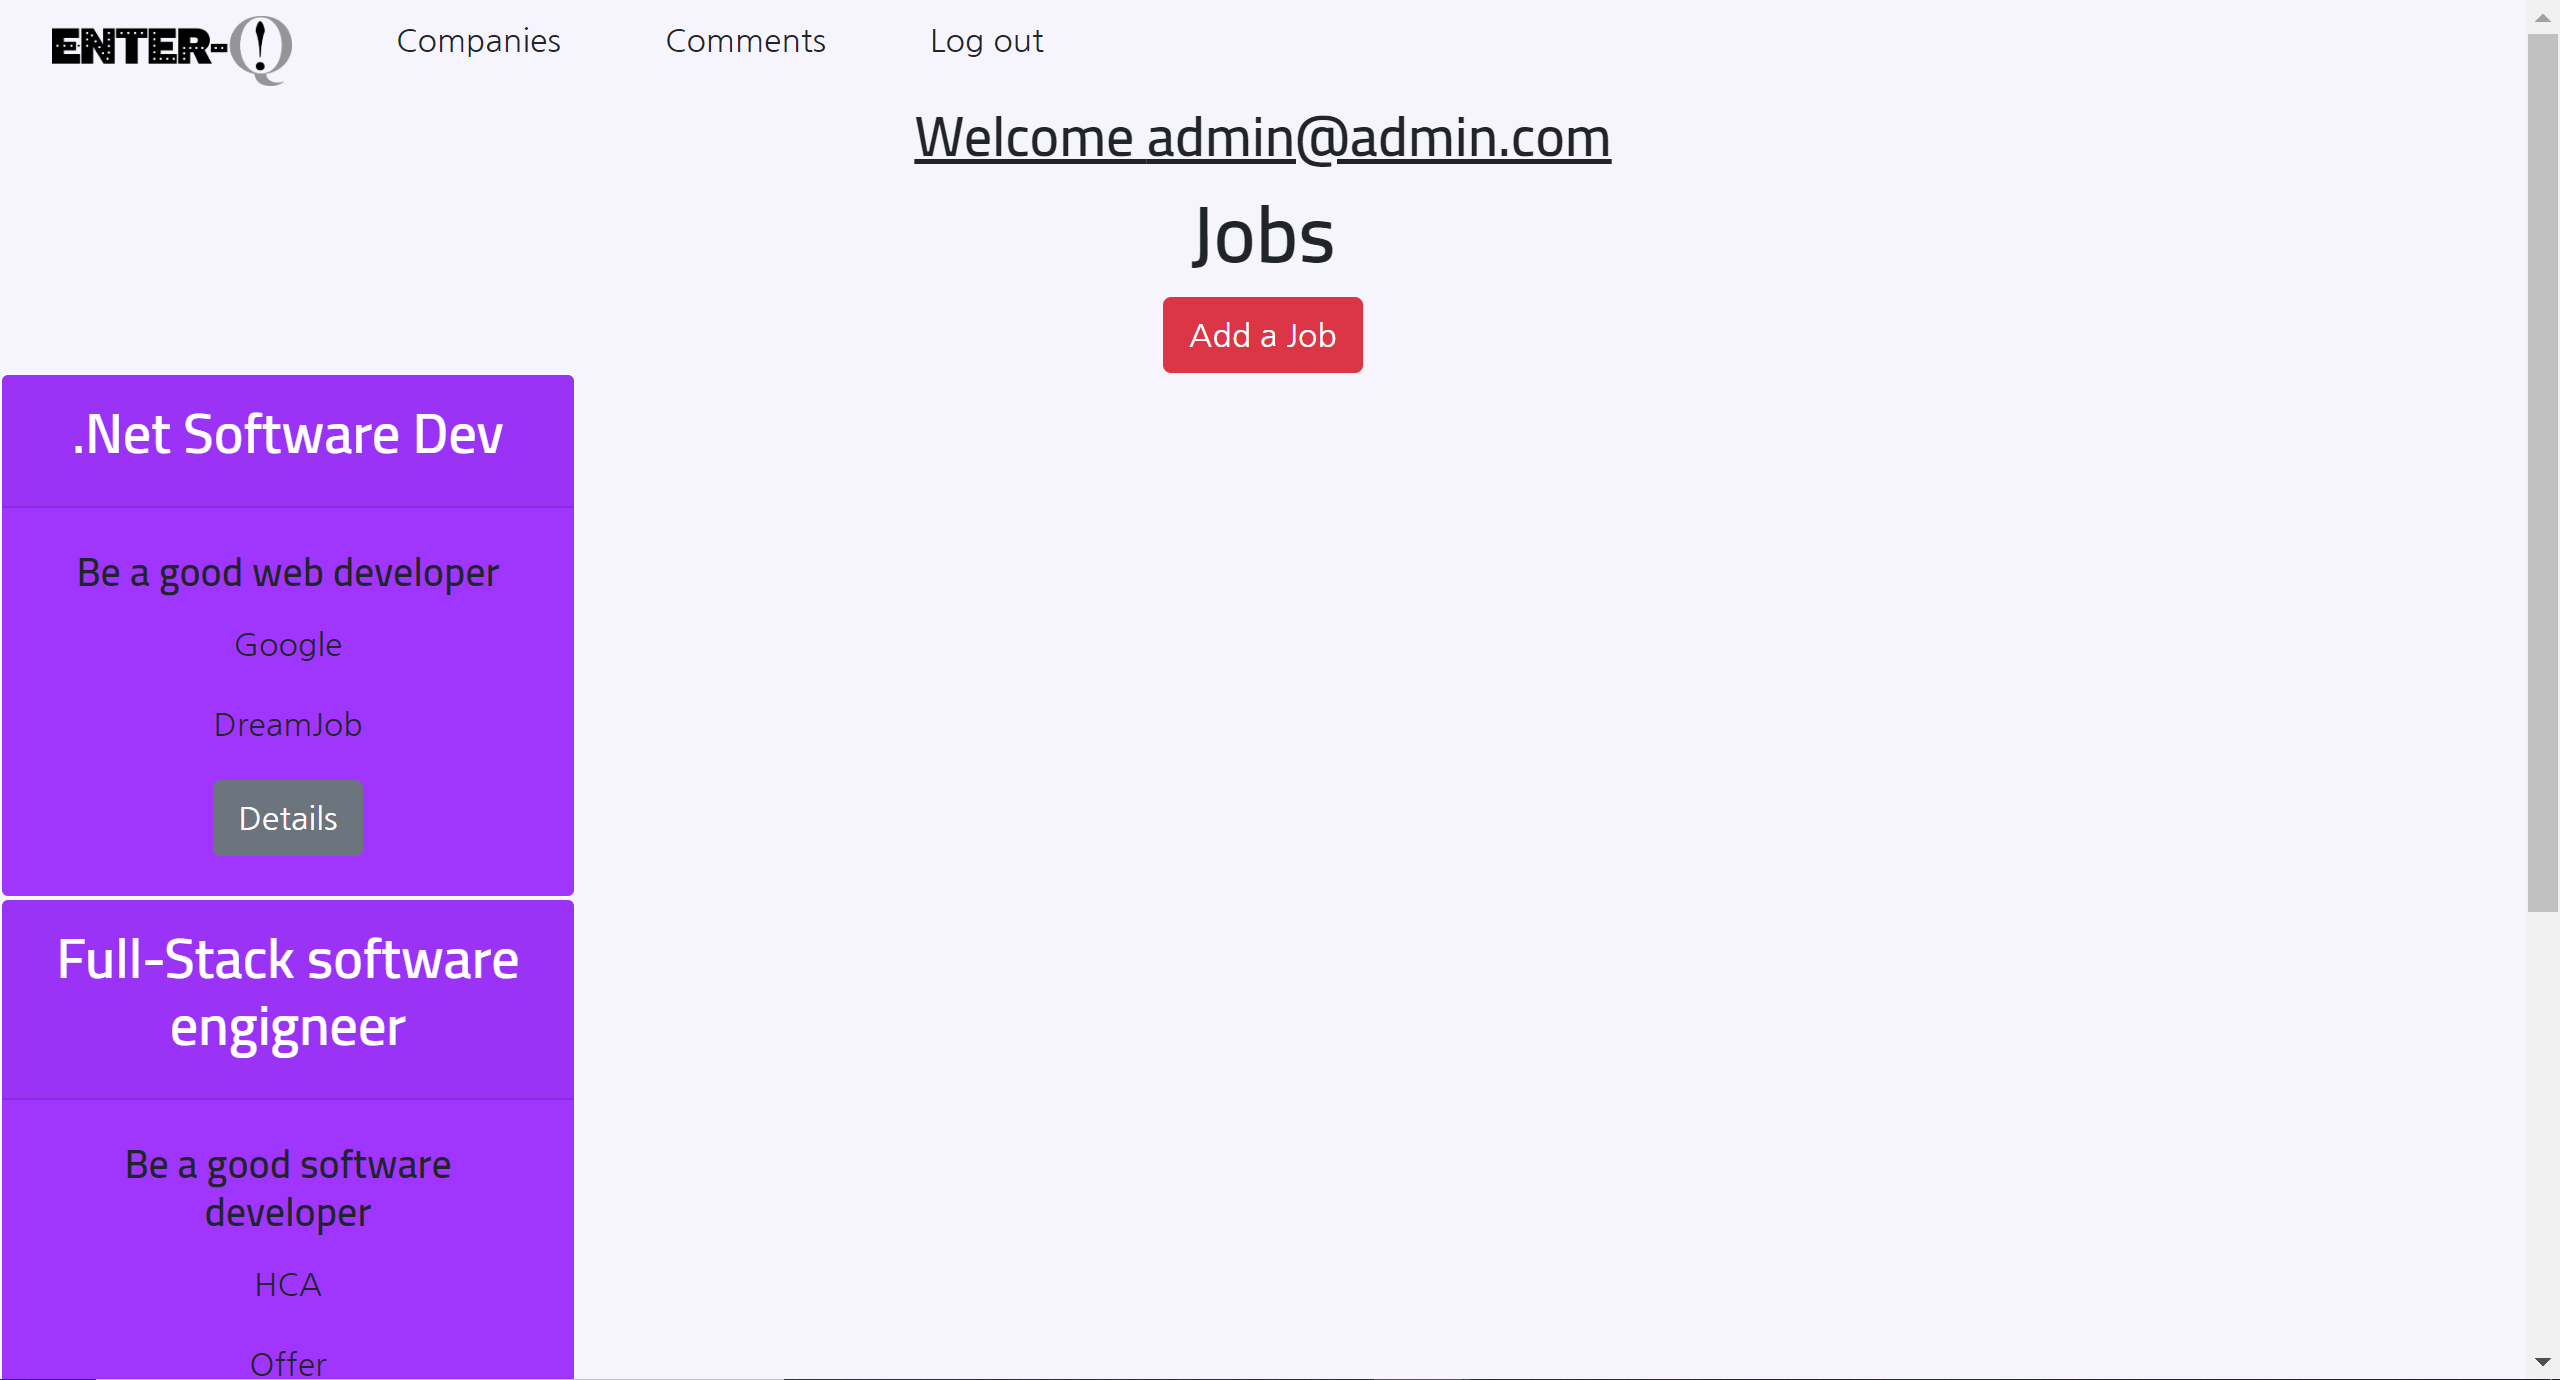 ENTER-Q!
Companies
Comments
Log out
Welcome admin@admin.com
Jobs
Add a Job
.Net Software Dev
Be a good web developer
Google
DreamJob
Details
Full-Stack software
engigneer
Be a good software
developer
HCA
Offer